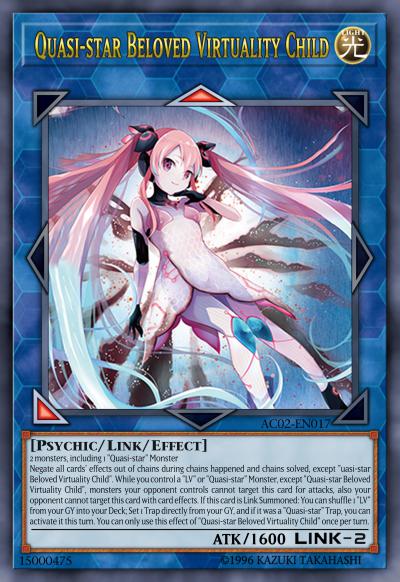 Quasi-star Beloved Virtuality Child
LIGHT
光
AC02-EN017
[Psychic/Link/Effect]
2 monsters, including 1 "Quasi-star" Monster
Negate all cards' effects out of chains during chains happened and chains solved, except "uasi-star
Beloved Virtuality Child". While you control a "LV" or "Quasi-star" Monster, except "Quasi-star Beloved
Virtuality Child", monsters your opponent controls cannot target this card for attacks, also your
opponent cannot target this card with card effects. If this card is Link Summoned: You can shuffle 1 "LV"
from your GY into your Deck; Set 1 Trap directly from your GY, and if it was a "Quasi-star" Trap, you can
activate it this turn. You can only use this effect of "Quasi-star Beloved Virtuality Child" once per turn.
ATK/1600 LINK-2
15000475 ©1996 KAZUKI TAKAHASHI